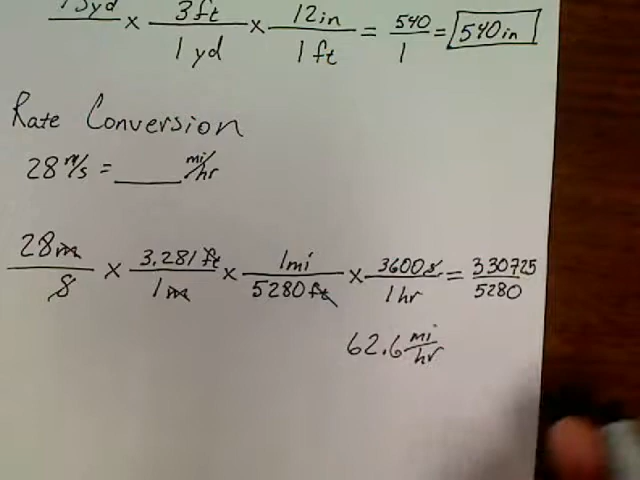 15yd/ × 3ft/1yd × 12in/1ft = 540/1 = 540in
Rate Conversion
28 m/s = ____ mi/hr
28m/s × 3.281ft/1m × 1mi/5280ft × 3600s/1hr = 330725/5280
62.6 mi/hr